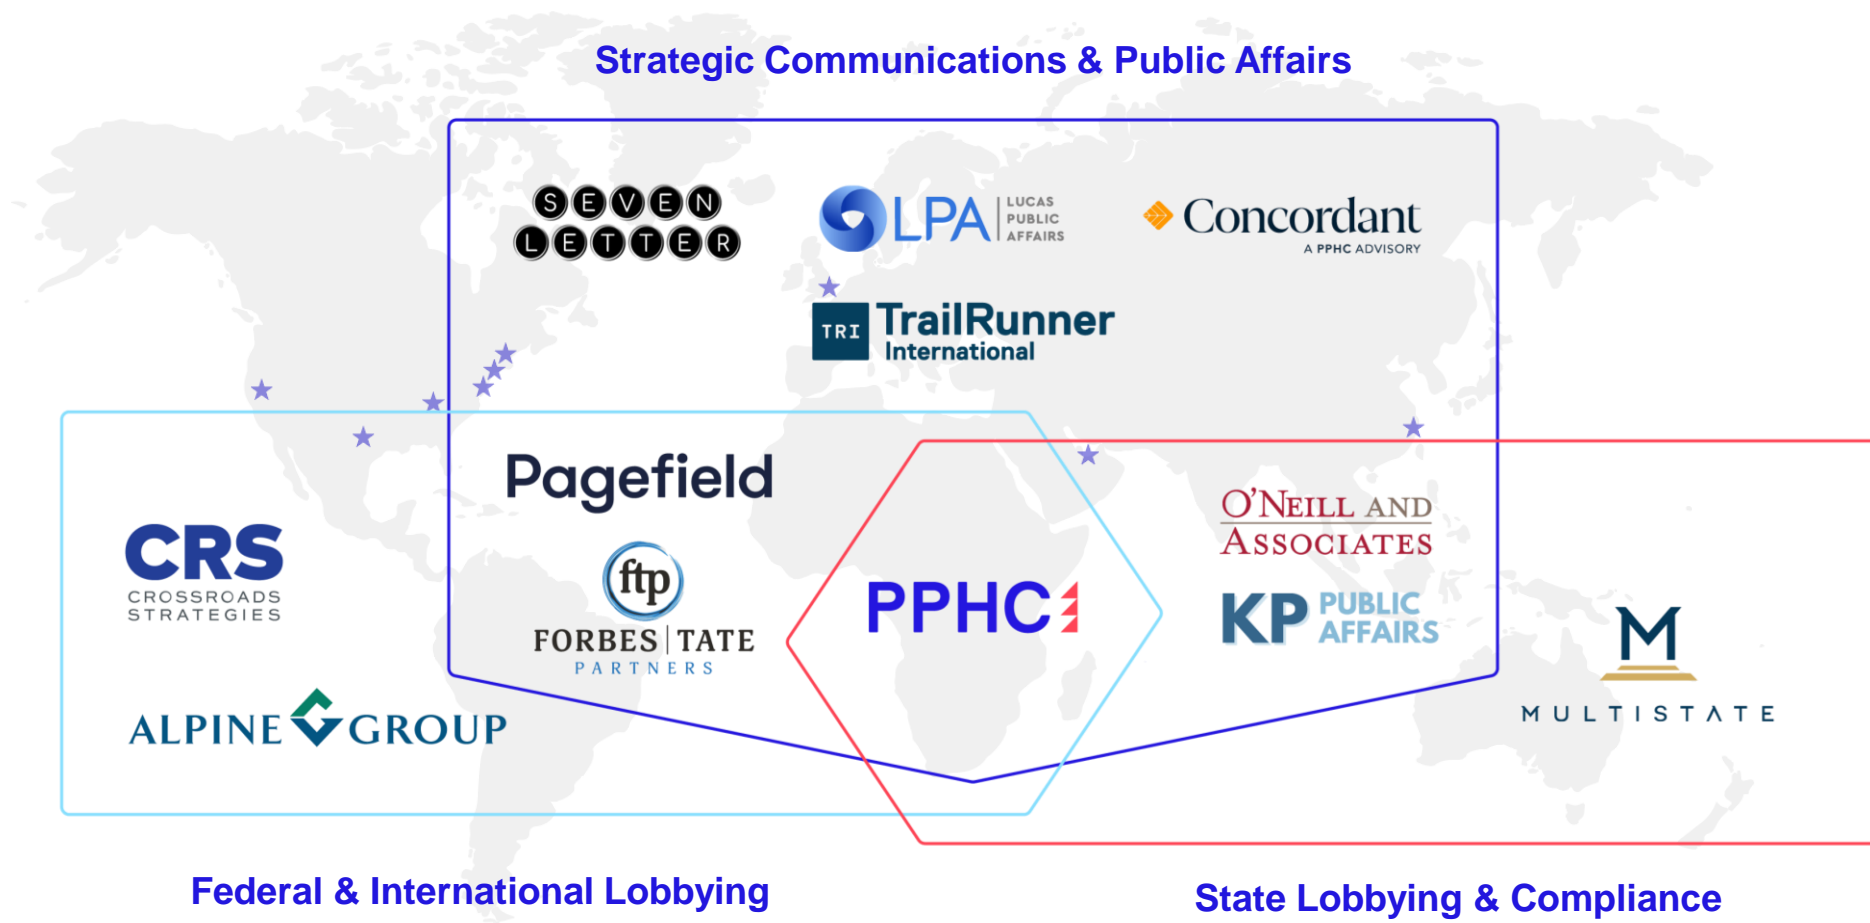 Strategic Communications & Public Affairs
SEVEN
LETTER
LPA
LUCAS
PUBLIC
AFFAIRS
Concordant
A PPHC ADVISORY
TRI
TrailRunner
International
Pagefield
CRS
CROSSROADS
STRATEGIES
ftp
FORBES|TATE
PARTNERS
ALPINE GROUP
PPHC
O'NEILL AND
ASSOCIATES
KP
PUBLIC
AFFAIRS
M
MULTISTATE
Federal & International Lobbying
State Lobbying & Compliance